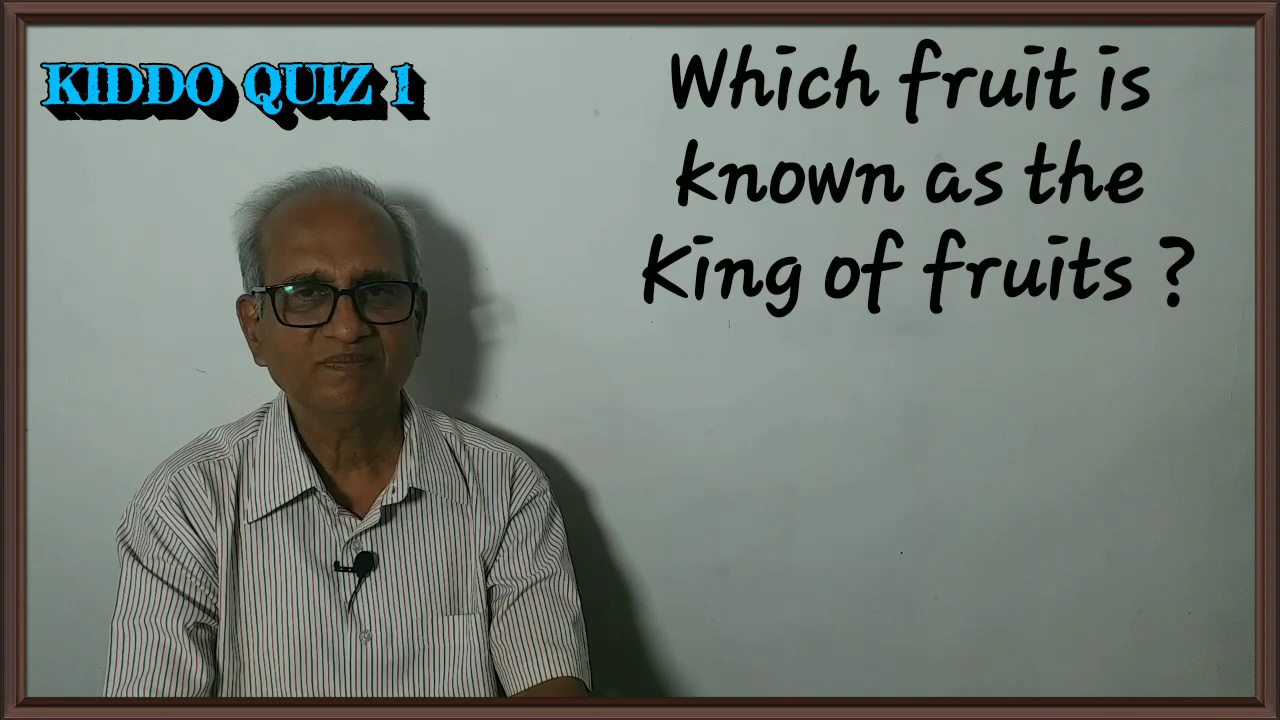 KIDDO QUIZ 1
Which fruit is
known as the
King of fruits ?